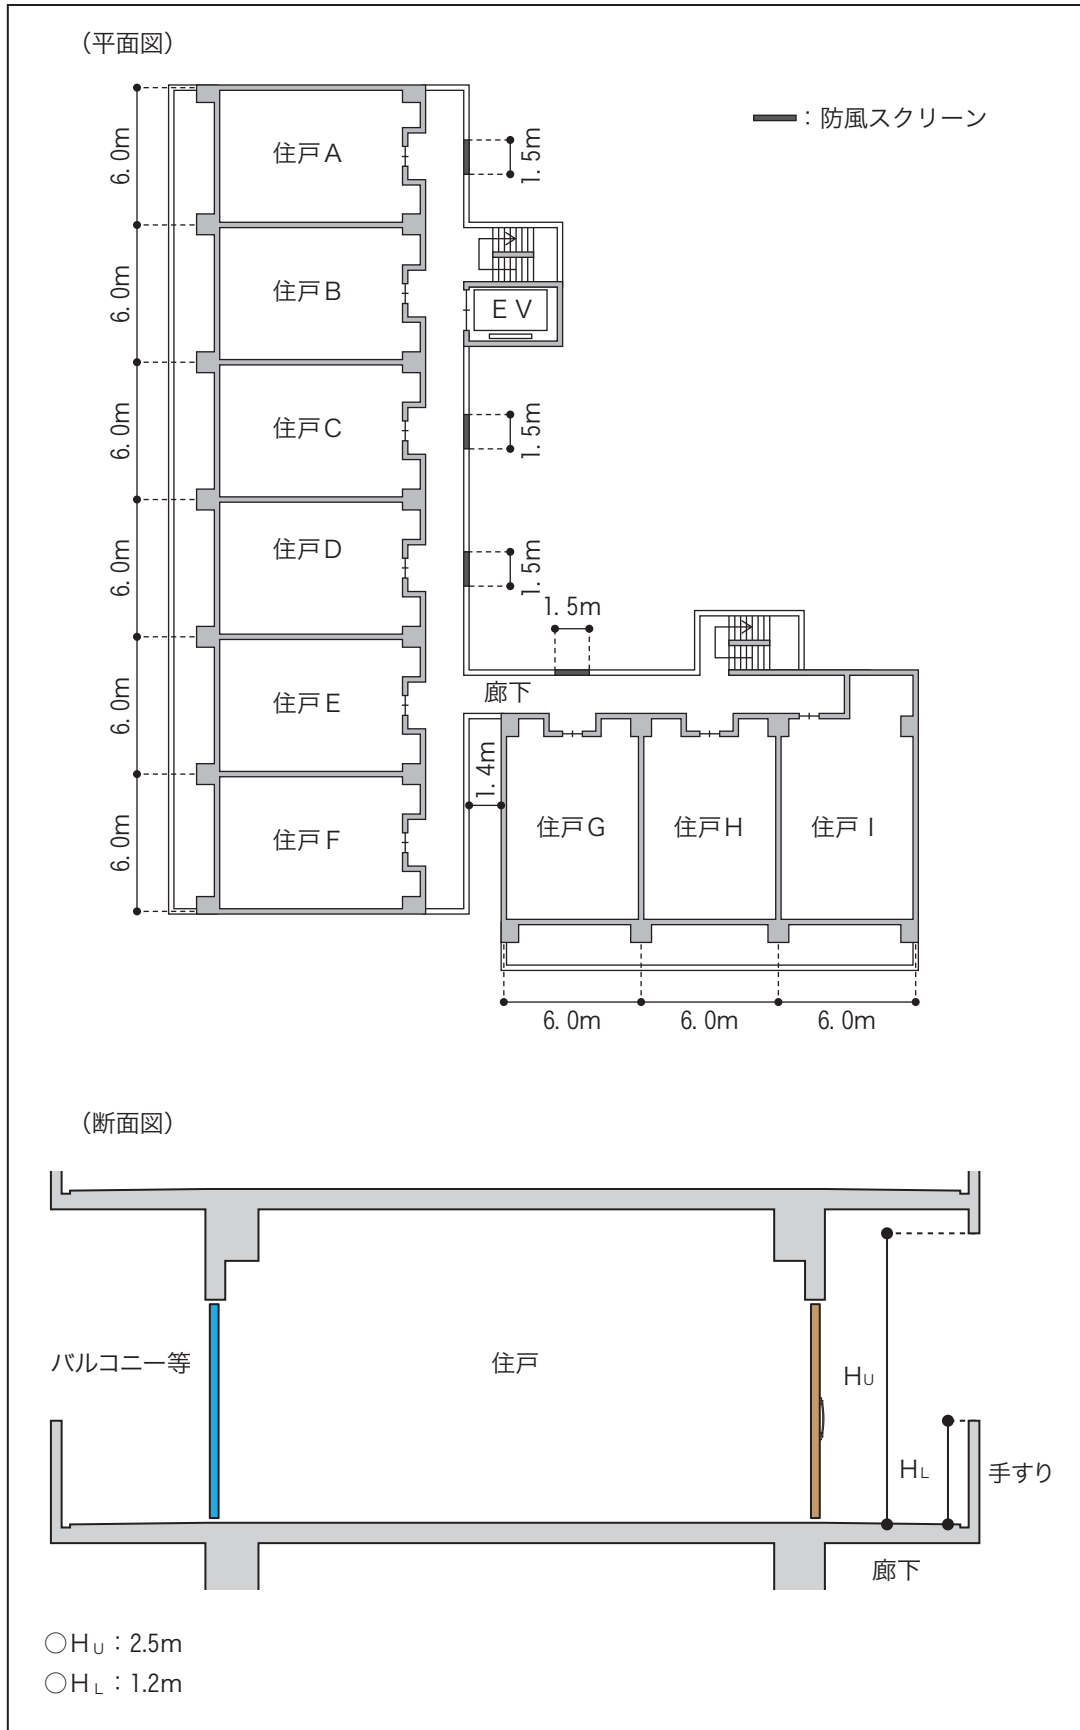 （平面図）
：防風スクリーン
6.0m
住戸A
1.5m
6.0m
住戸B
EV
6.0m
住戸C
1.5m
6.0m
住戸D
1.5m
1.5m
6.0m
住戸E
廊下
1.4m
6.0m
住戸F
住戸G
住戸H
住戸I
6.0m
6.0m
6.0m
（断面図）
バルコニー等
住戸
HU
HL
手すり
廊下
○HU：2.5m
○HL：1.2m